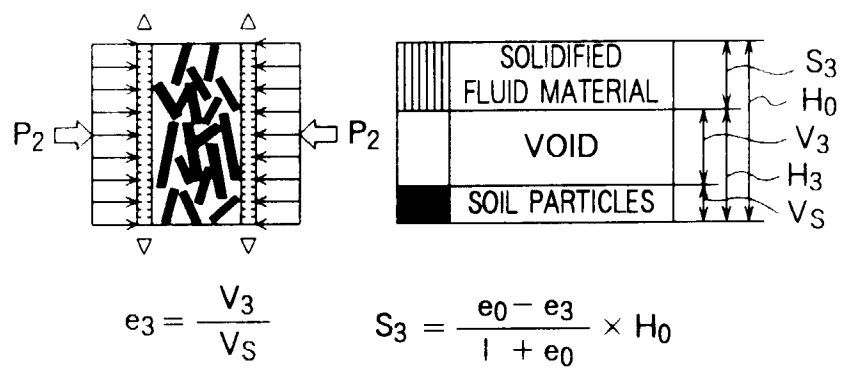 P₂
P₂
SOLIDIFIED
FLUID MATERIAL
VOID
SOIL PARTICLES
S₃
H₀
V₃
H₃
Vₛ
e₃ = V₃ / Vₛ
S₃ = (e₀ − e₃) / (1 + e₀) × H₀